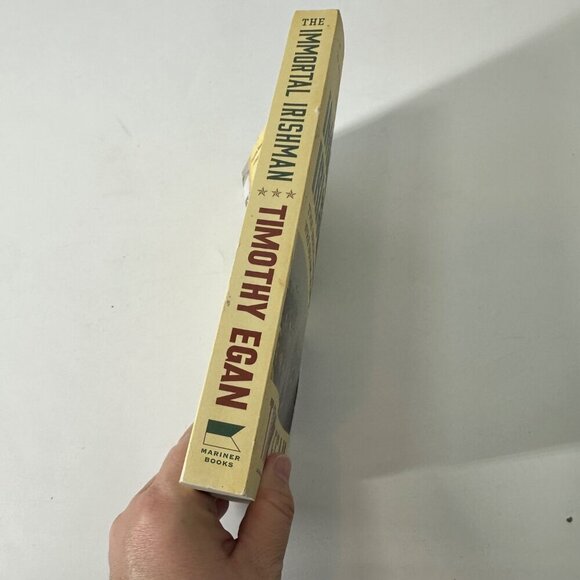 THE IMMORTAL IRISHMAN
TIMOTHY EGAN
MARINER
BOOKS